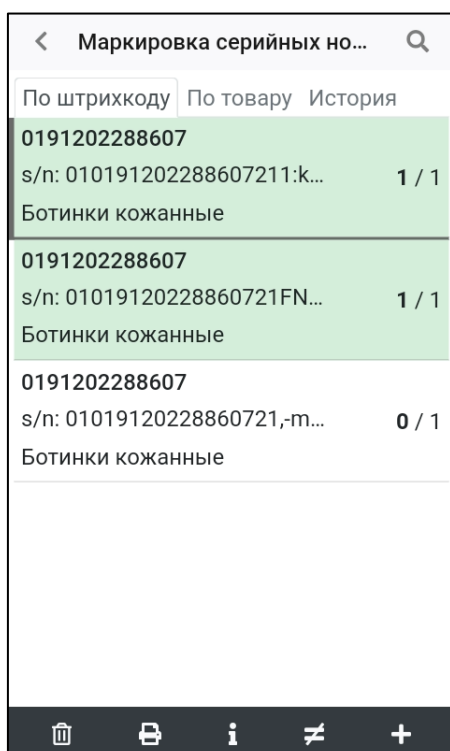 Маркировка серийных но...
По штрихкоду По товару История
0191202288607
s/n: 010191202288607211:k...
1 / 1
Ботинки кожанные
0191202288607
s/n: 01019120228860721FN...
1 / 1
Ботинки кожанные
0191202288607
s/n: 01019120228860721,-m...
0 / 1
Ботинки кожанные